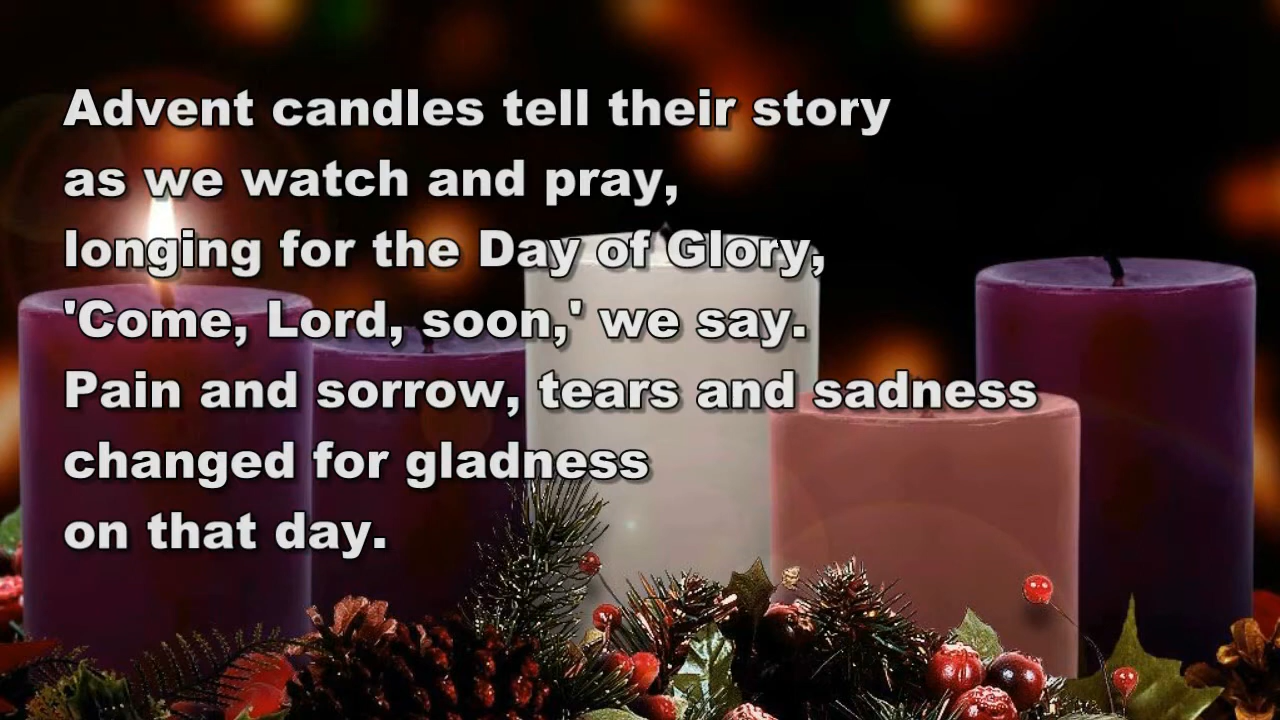 Advent candles tell their story
as we watch and pray,
longing for the Day of Glory,
'Come, Lord, soon,' we say.
Pain and sorrow, tears and sadness
changed for gladness
on that day.